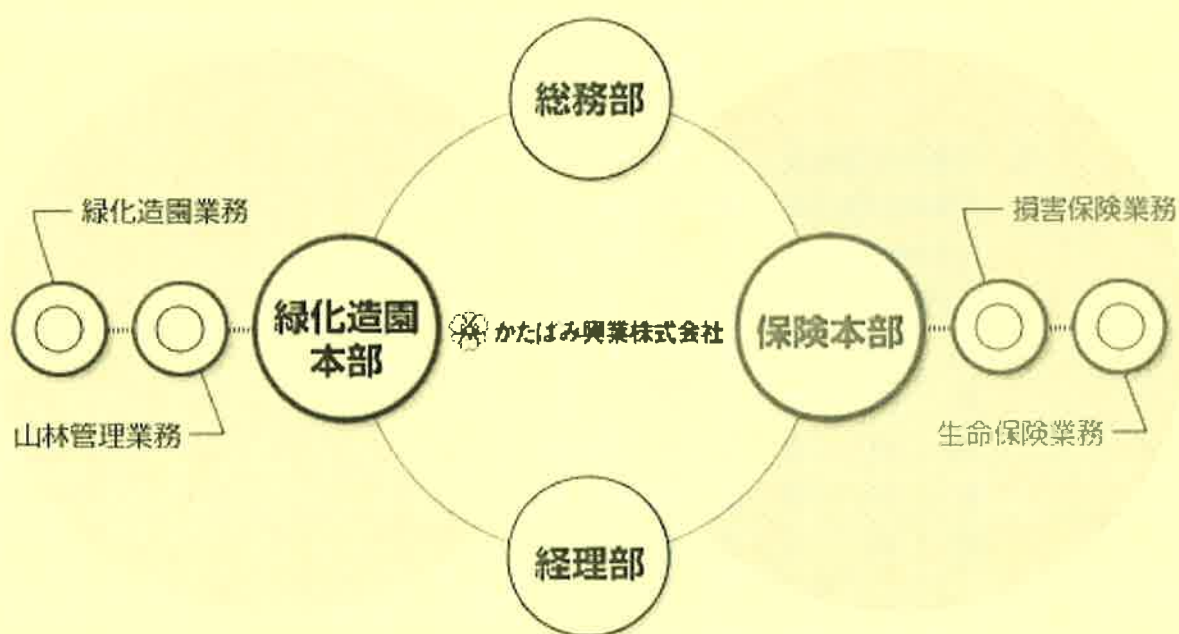 総務部
緑化造園業務
損害保険業務
緑化造園
本部
かたばみ興業株式会社
保険本部
山林管理業務
生命保険業務
経理部